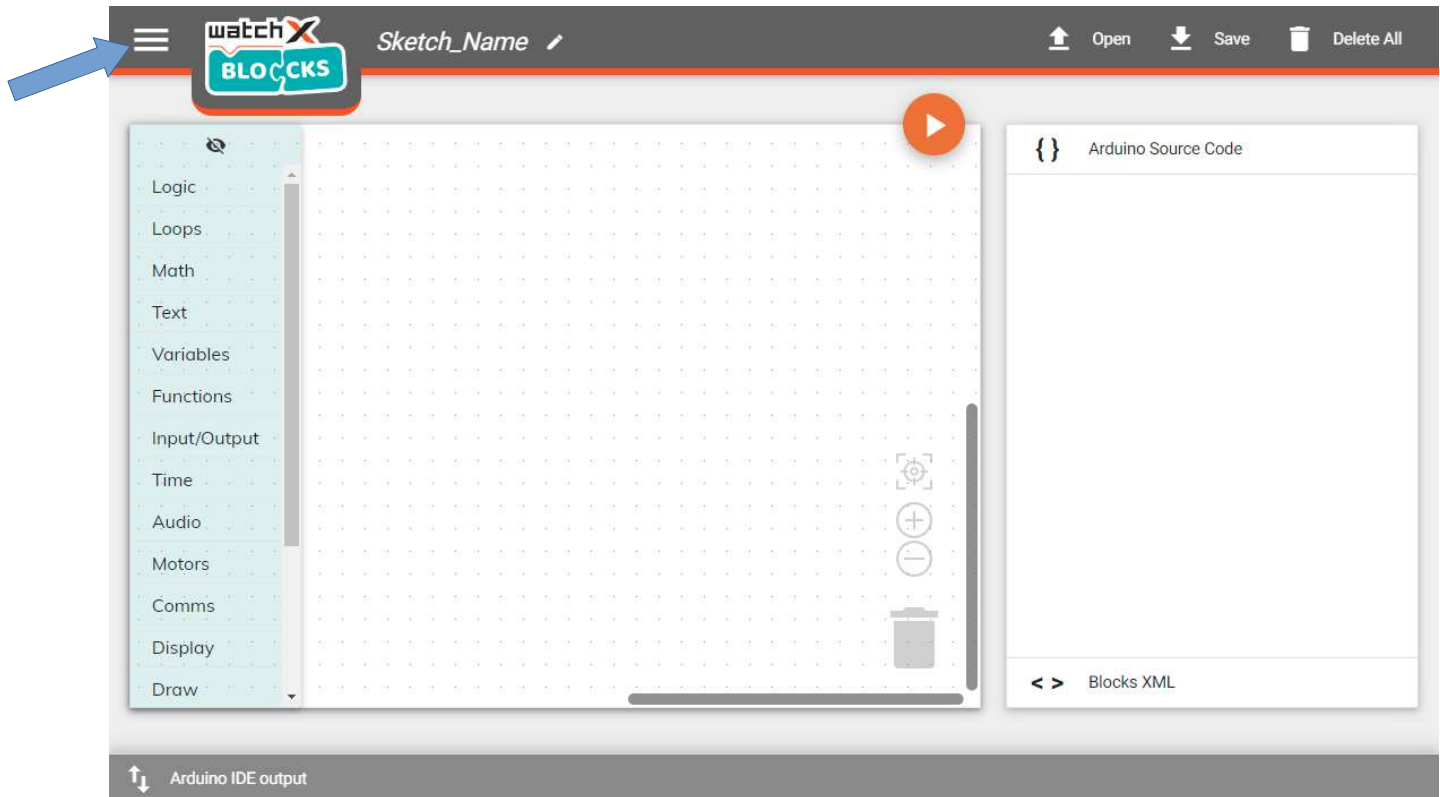 watchX
BLOCKS
Sketch_Name
Open
Save
Delete All
Logic
Loops
Math
Text
Variables
Functions
Input/Output
Time
Audio
Motors
Comms
Display
Draw
{ } Arduino Source Code
< > Blocks XML
Arduino IDE output